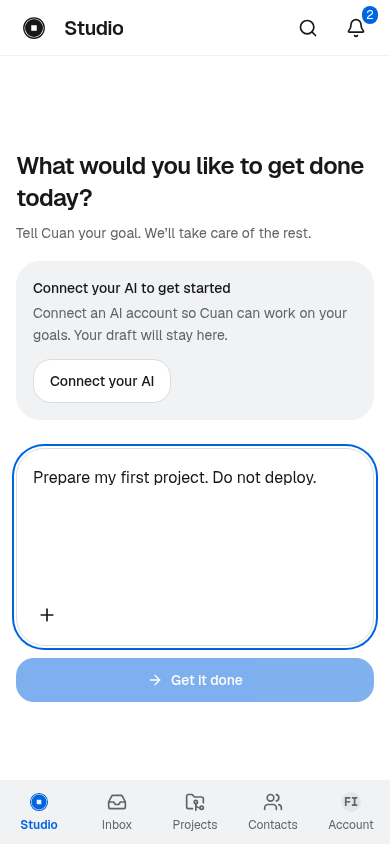 Studio
2
What would you like to get done
today?
Tell Cuan your goal. We'll take care of the rest.
Connect your AI to get started
Connect an AI account so Cuan can work on your
goals. Your draft will stay here.
Connect your AI
Prepare my first project. Do not deploy.
Get it done
Studio
Inbox
Projects
Contacts
FI
Account